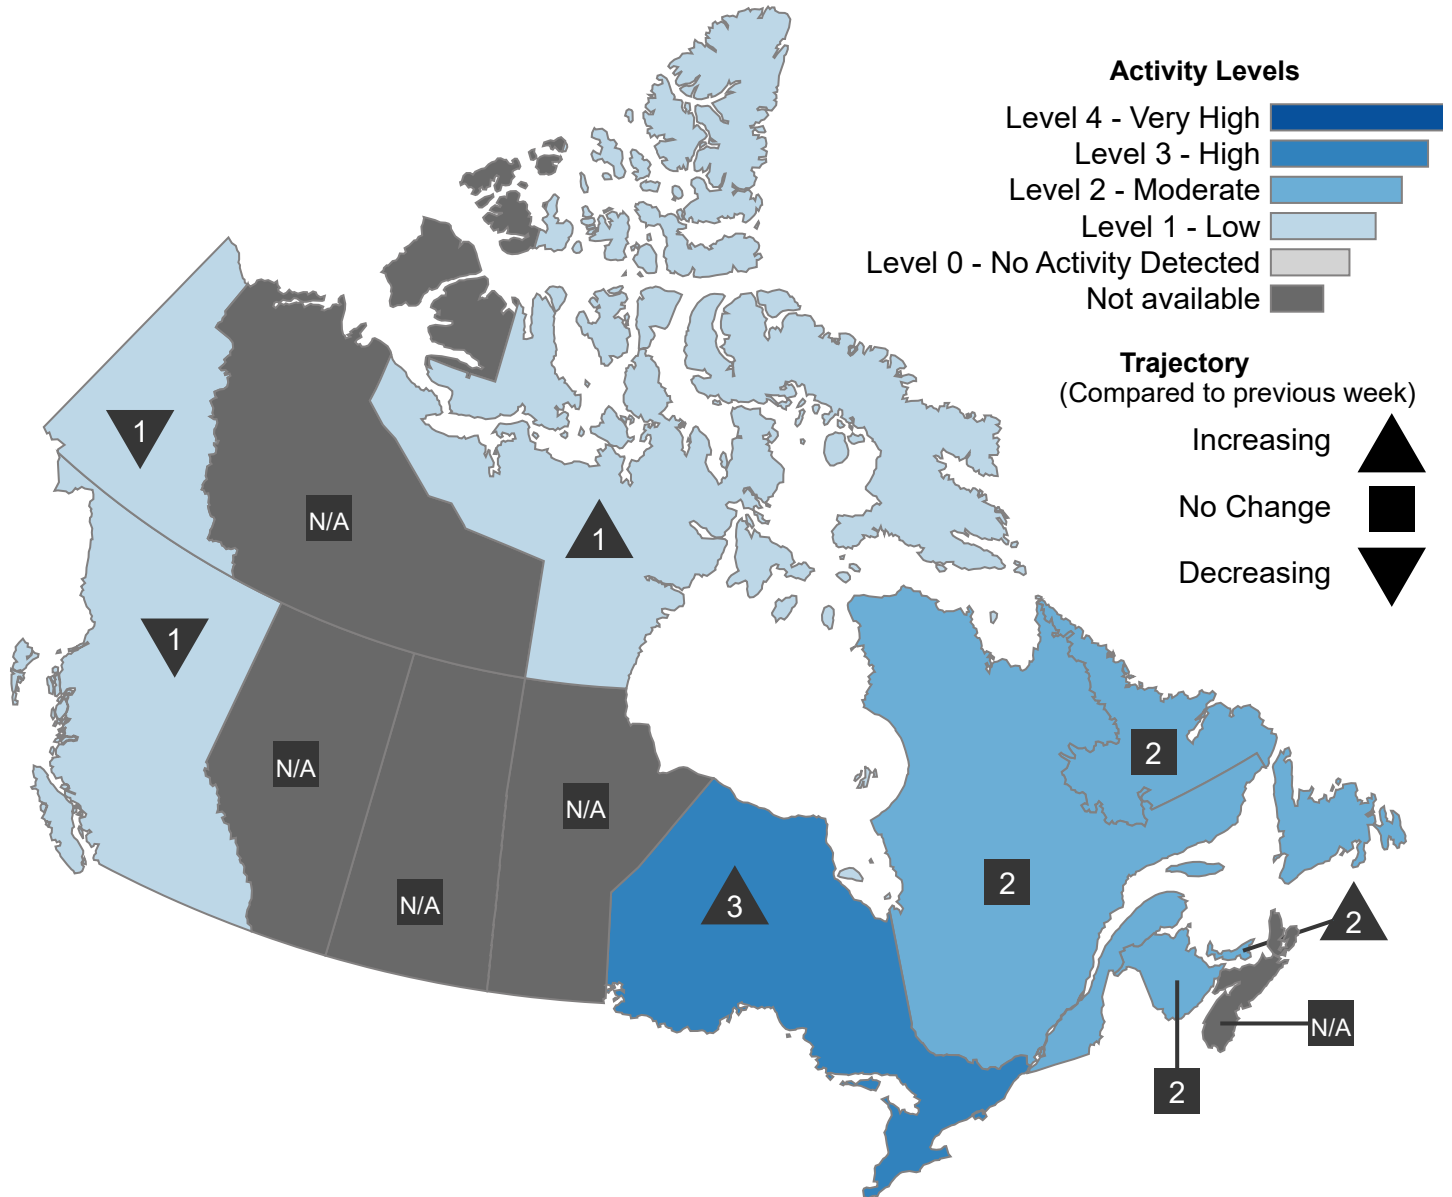 Activity Levels
Level 4 - Very High
Level 3 - High
Level 2 - Moderate
Level 1 - Low
Level 0 - No Activity Detected
Not available
Trajectory
(Compared to previous week)
Increasing
No Change
Decreasing
1
N/A
1
1
N/A
N/A
N/A
3
2
2
2
N/A
2